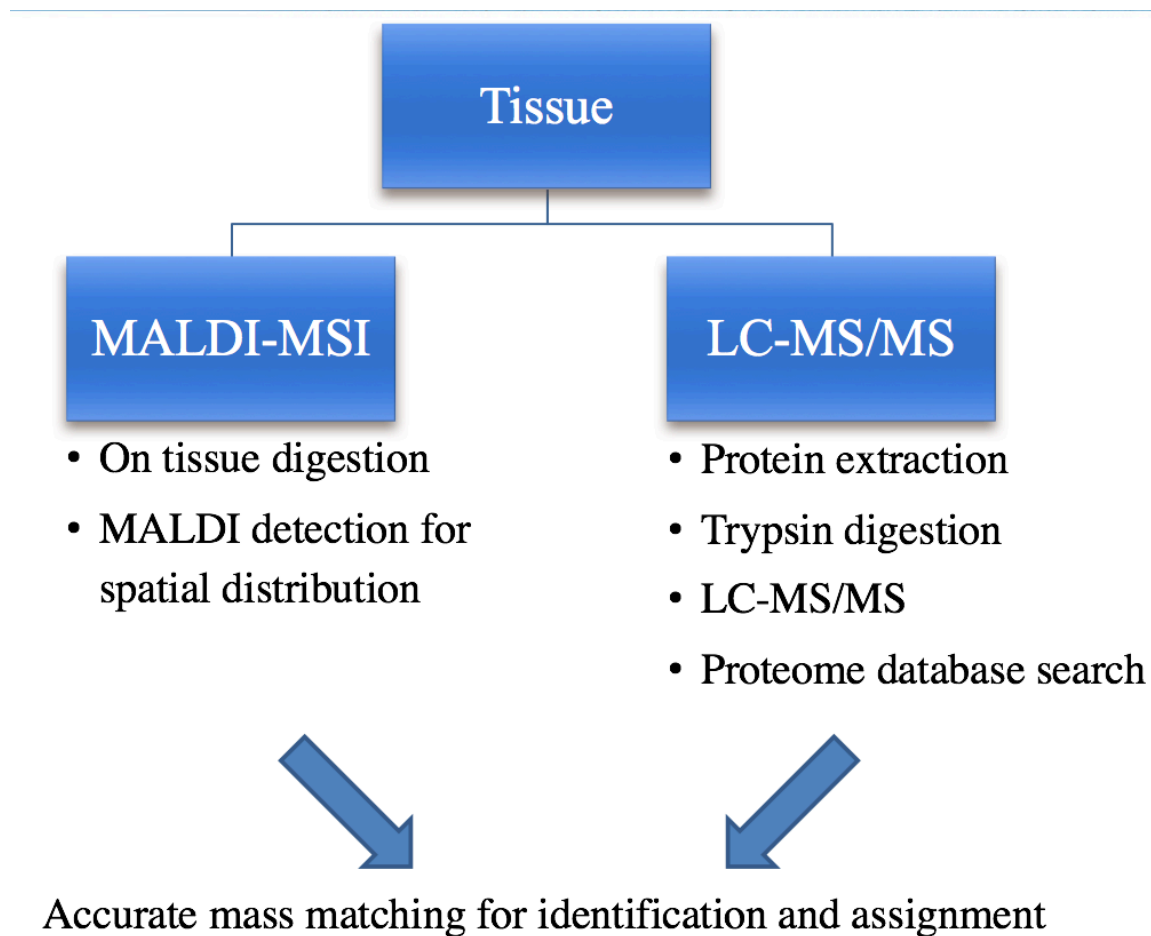 Tissue
MALDI-MSI
• On tissue digestion
• MALDI detection for
spatial distribution
LC-MS/MS
• Protein extraction
• Trypsin digestion
• LC-MS/MS
• Proteome database search
Accurate mass matching for identification and assignment